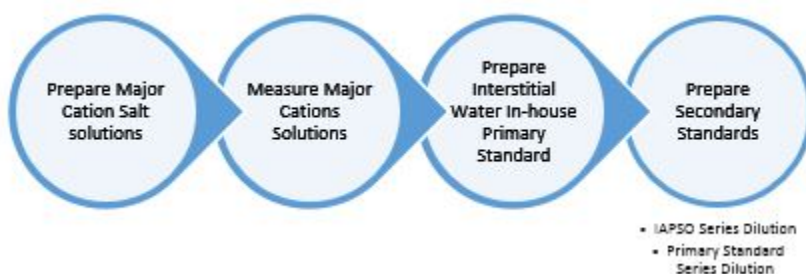 Prepare Major
Cation Salt
solutions
Measure Major
Cations
Solutions
Prepare
Interstitial
Water In-house
Primary
Standard
Prepare
Secondary
Standards
• IAPSO Series Dilution
• Primary Standard
Series Dilution